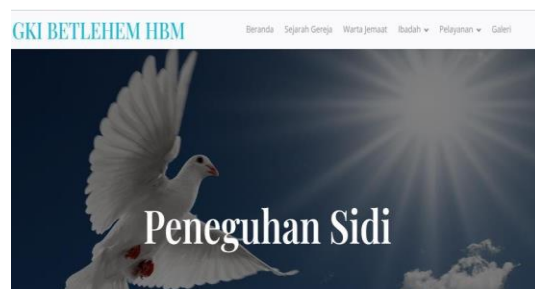 GKI BETLEHEM HBM
Beranda Sejarah Gereja Warta Jemaat Ibadah Pelayanan Galeri
Peneguhan Sidi